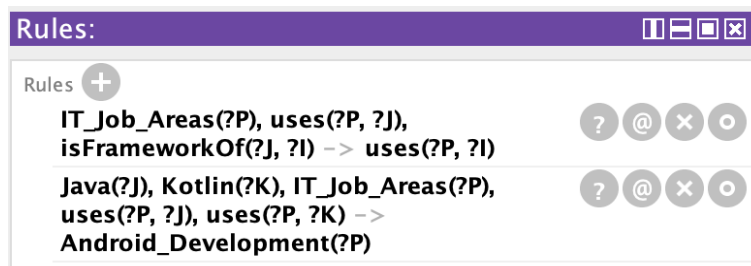 Rules:
Rules
IT_Job_Areas(?P), uses(?P, ?J),
isFrameworkOf(?J, ?I) -> uses(?P, ?I)
Java(?J), Kotlin(?K), IT_Job_Areas(?P),
uses(?P, ?J), uses(?P, ?K) ->
Android_Development(?P)